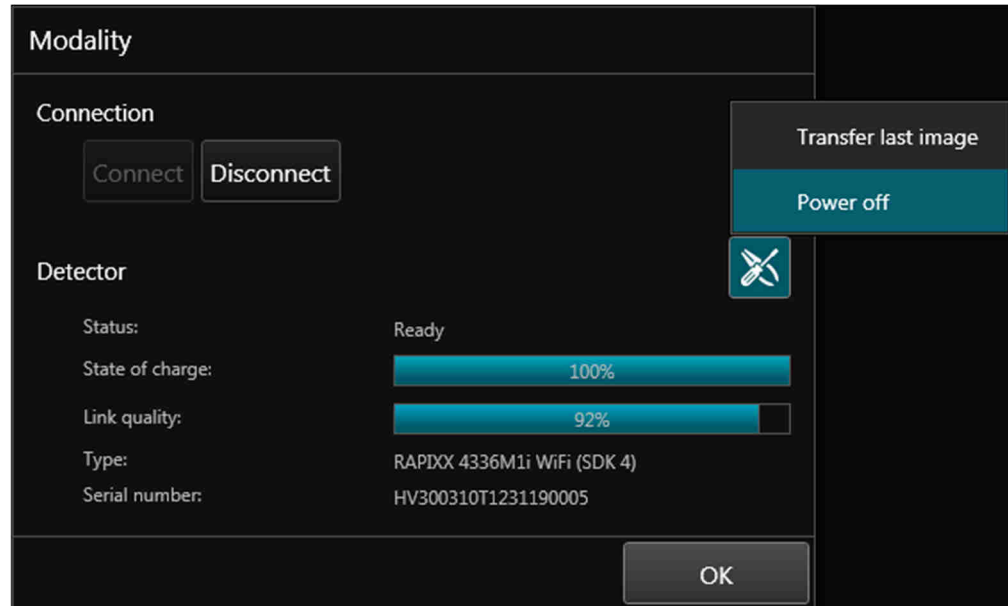 Modality
Connection
Connect Disconnect
Transfer last image
Power off
Detector
Status: Ready
State of charge: 100%
Link quality: 92%
Type: RAPIXX 4336M1i WiFi (SDK 4)
Serial number: HV300310T1231190005
OK